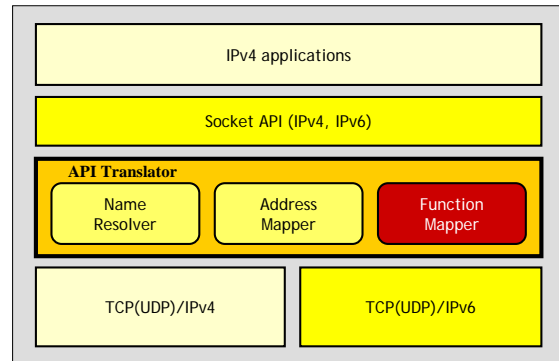 IPv4 applications
Socket API (IPv4, IPv6)
API Translator
Name
Resolver
Address
Mapper
Function
Mapper
TCP(UDP)/IPv4
TCP(UDP)/IPv6